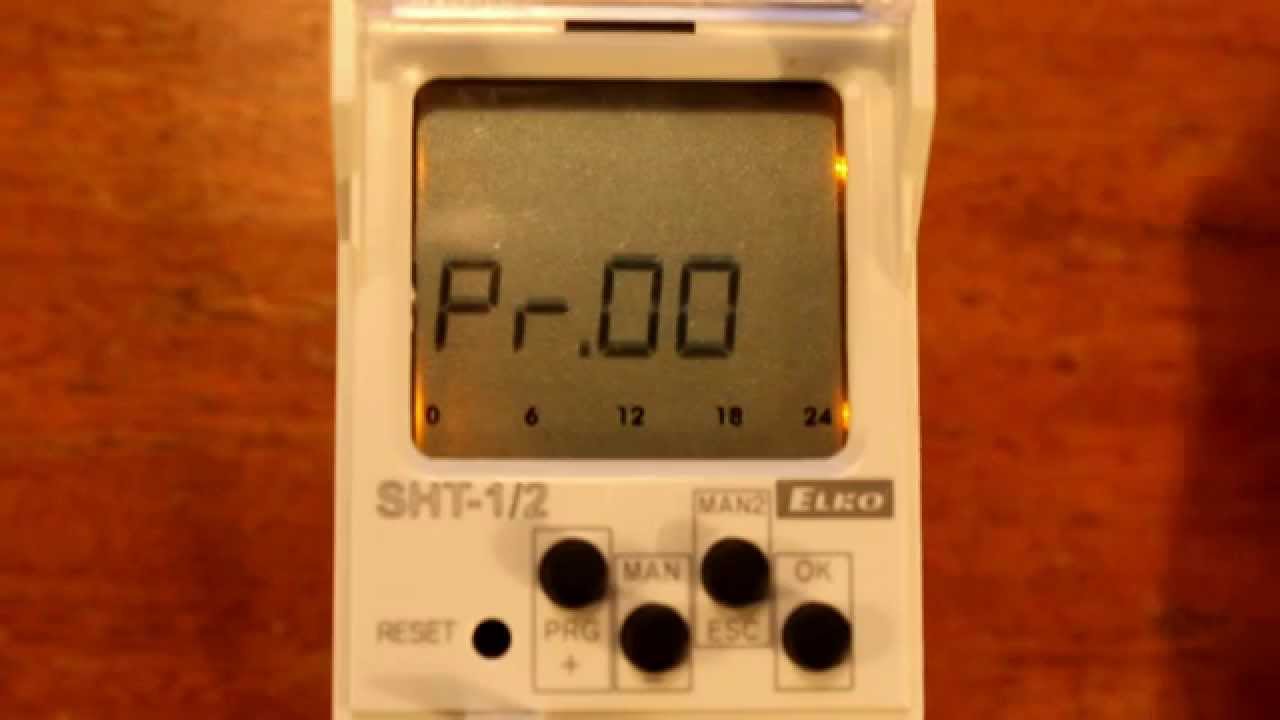 Pr.00
0 6 12 18 24
SHT-1/2
MAN2
ELKO
MAN
OK
RESET
PRG
ESC
+